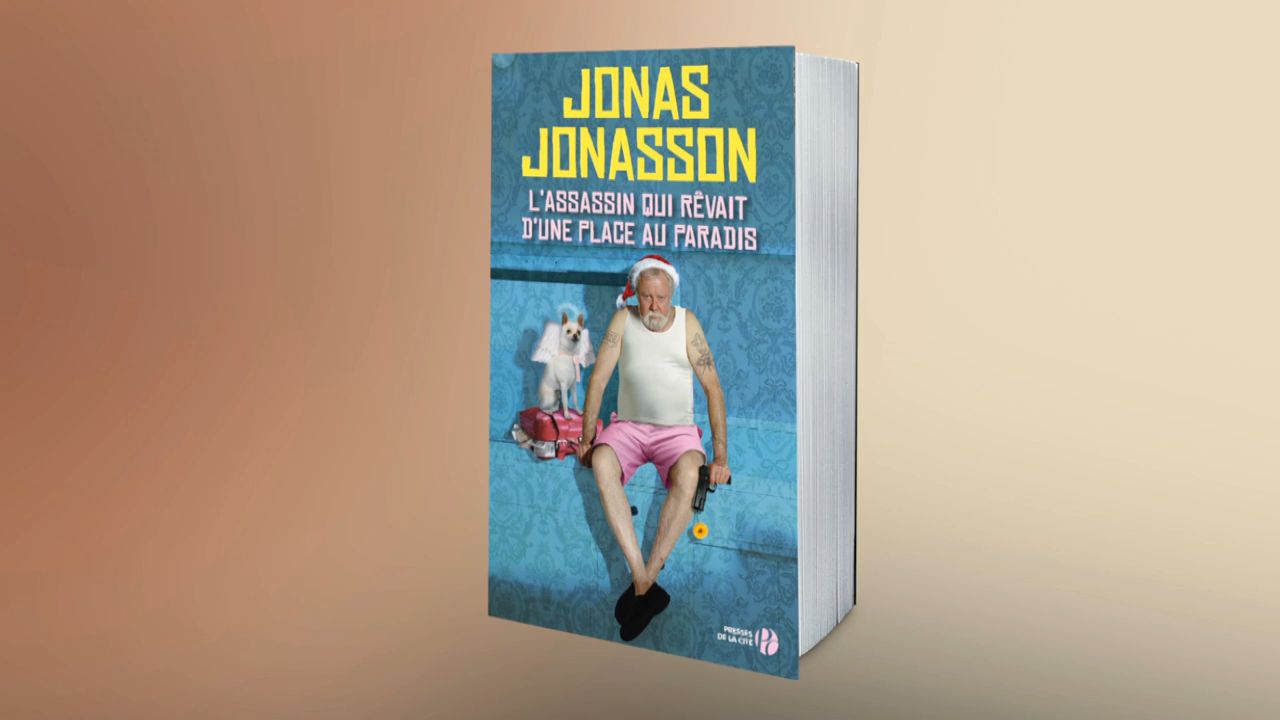 JONAS
JONASSON
L'ASSASSIN QUI RÊVAIT
D'UNE PLACE AU PARADIS
PRESSES
DE LA CITÉ